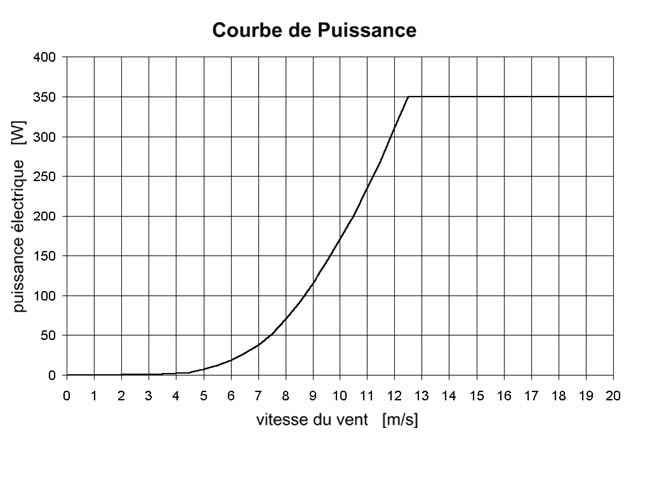 Courbe de Puissance
400
350
300
250
200
150
100
50
0
puissance électrique [W]
0 1 2 3 4 5 6 7 8 9 10 11 12 13 14 15 16 17 18 19 20
vitesse du vent [m/s]